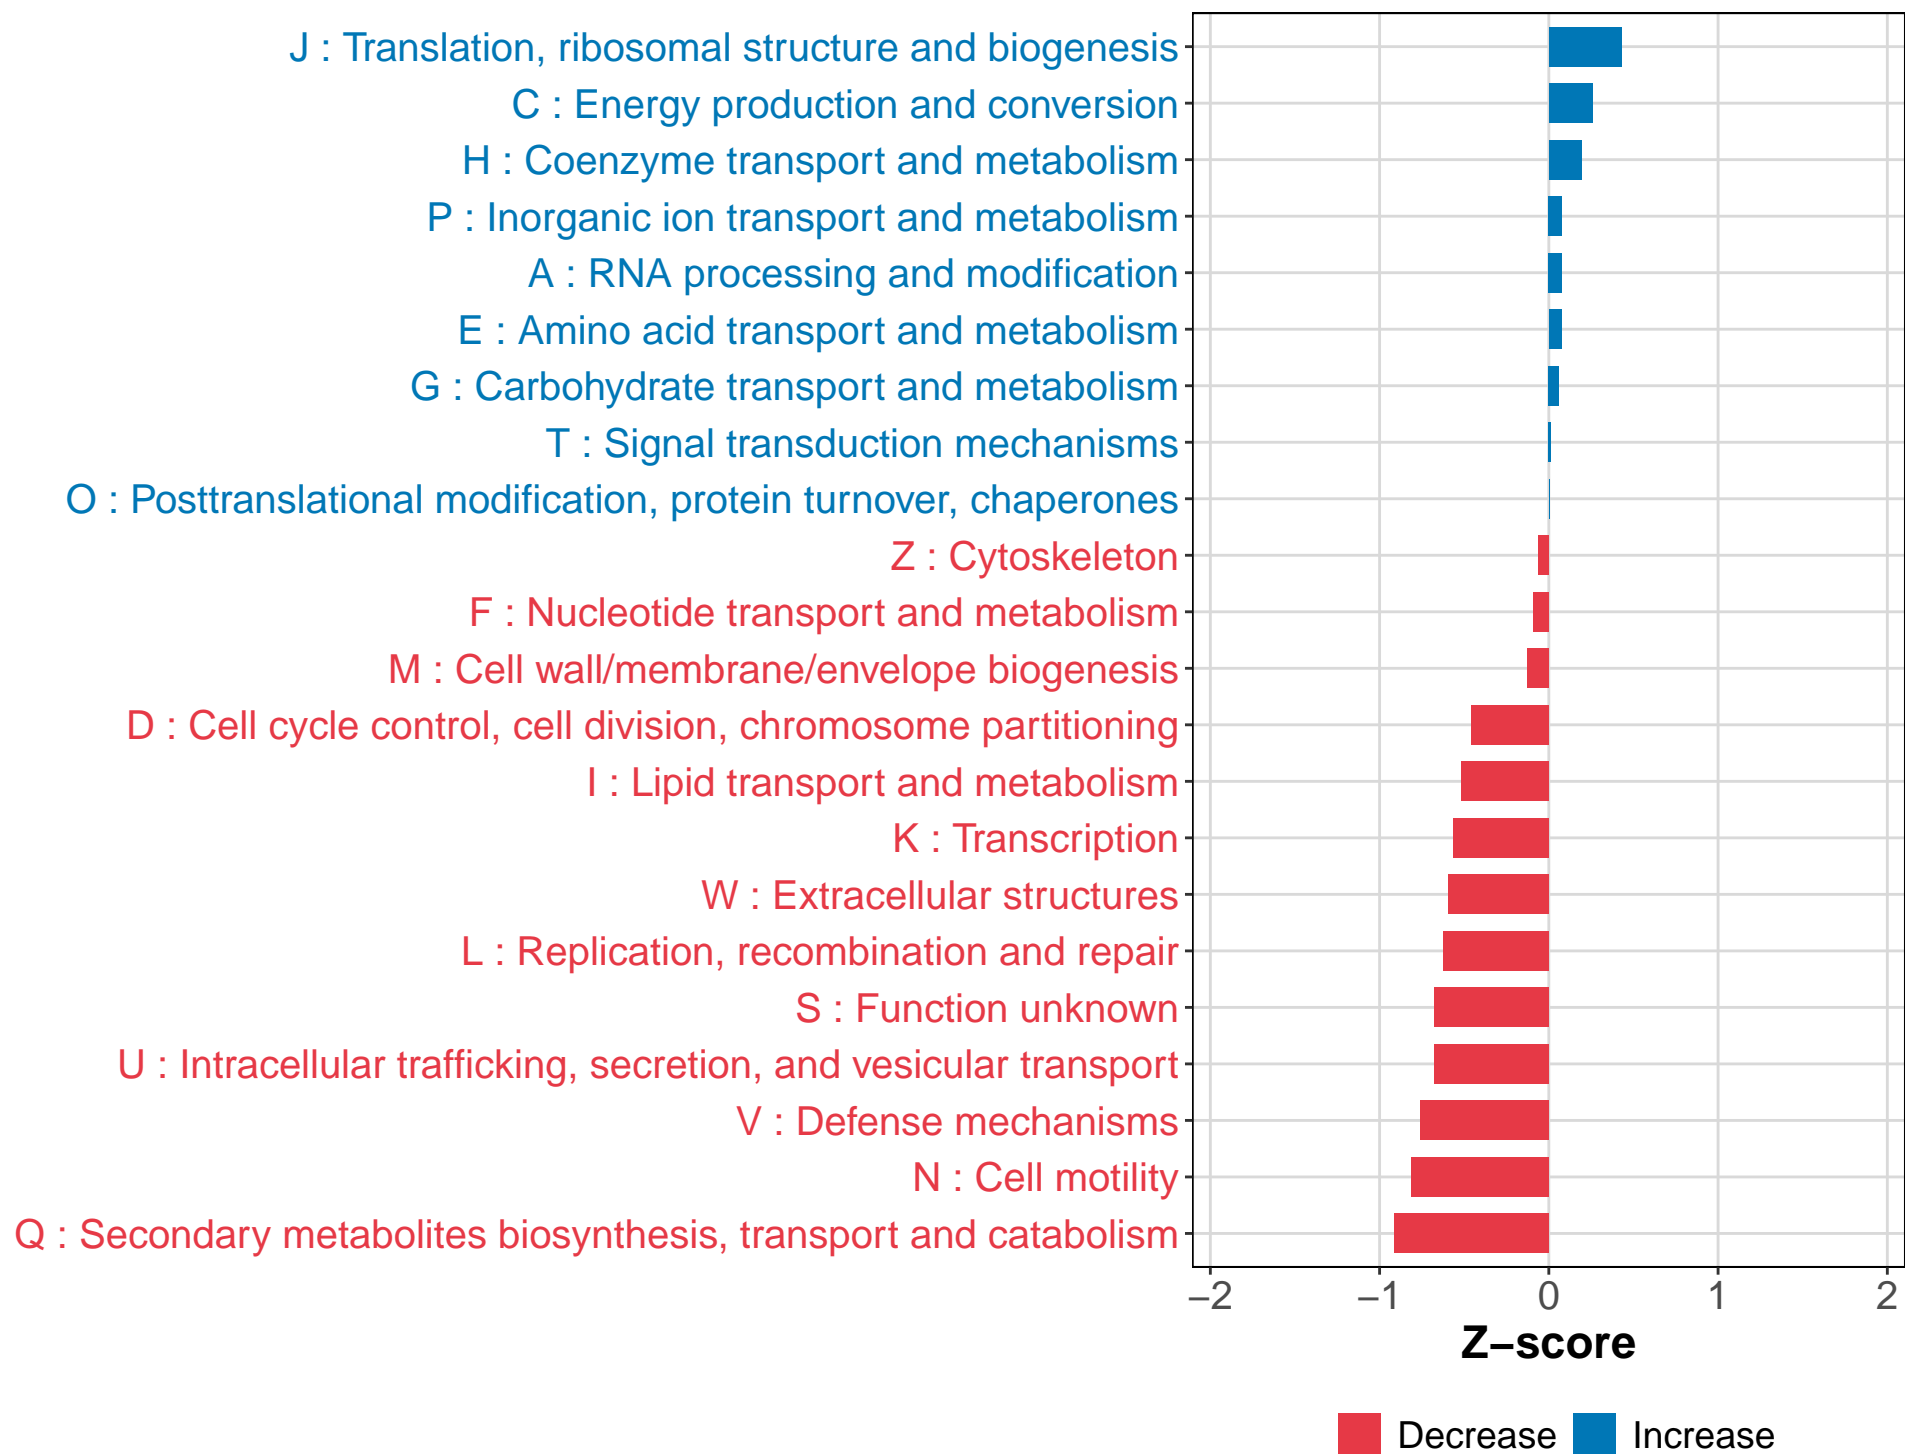 J : Translation, ribosomal structure and biogenesis
C : Energy production and conversion
H : Coenzyme transport and metabolism
P : Inorganic ion transport and metabolism
A : RNA processing and modification
E : Amino acid transport and metabolism
G : Carbohydrate transport and metabolism
T : Signal transduction mechanisms
O : Posttranslational modification, protein turnover, chaperones
Z : Cytoskeleton
F : Nucleotide transport and metabolism
M : Cell wall/membrane/envelope biogenesis
D : Cell cycle control, cell division, chromosome partitioning
I : Lipid transport and metabolism
K : Transcription
W : Extracellular structures
L : Replication, recombination and repair
S : Function unknown
U : Intracellular trafficking, secretion, and vesicular transport
V : Defense mechanisms
N : Cell motility
Q : Secondary metabolites biosynthesis, transport and catabolism
−2 −1 0 1 2
Z−score
Decrease Increase